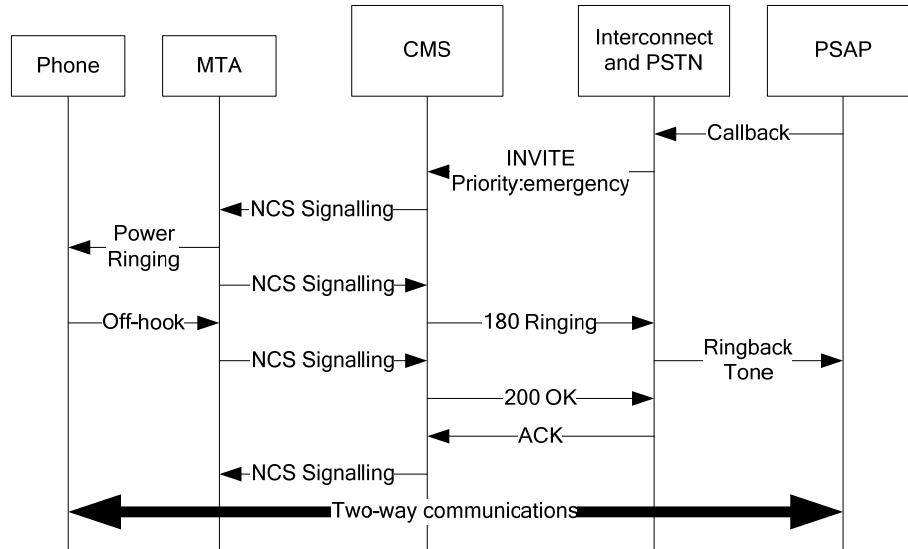 Phone
MTA
CMS
Interconnect
and PSTN
PSAP
Callback
INVITE
Priority:emergency
NCS Signalling
Power
Ringing
NCS Signalling
Off-hook
180 Ringing
NCS Signalling
Ringback
Tone
200 OK
ACK
NCS Signalling
Two-way communications